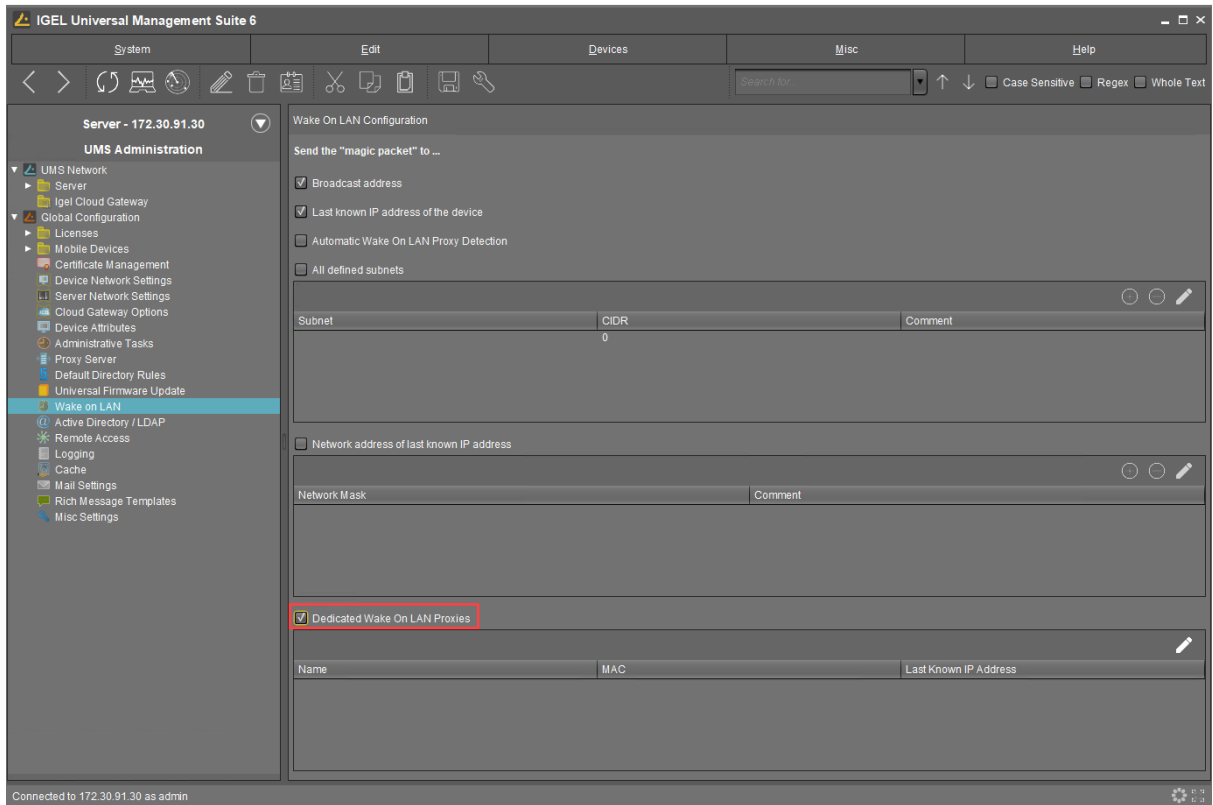 IGEL Universal Management Suite 6
System Edit Devices Misc Help
Search for...
Case Sensitive Regex Whole Text
Server - 172.30.91.30
UMS Administration
UMS Network
Server
Igel Cloud Gateway
Global Configuration
Licenses
Mobile Devices
Certificate Management
Device Network Settings
Server Network Settings
Cloud Gateway Options
Device Attributes
Administrative Tasks
Proxy Server
Default Directory Rules
Universal Firmware Update
Wake on LAN
Active Directory / LDAP
Remote Access
Logging
Cache
Mail Settings
Rich Message Templates
Misc Settings
Wake On LAN Configuration
Send the "magic packet" to ...
Broadcast address
Last known IP address of the device
Automatic Wake On LAN Proxy Detection
All defined subnets
Subnet CIDR Comment
0
Network address of last known IP address
Network Mask Comment
Dedicated Wake On LAN Proxies
Name MAC Last Known IP Address
Connected to 172.30.91.30 as admin